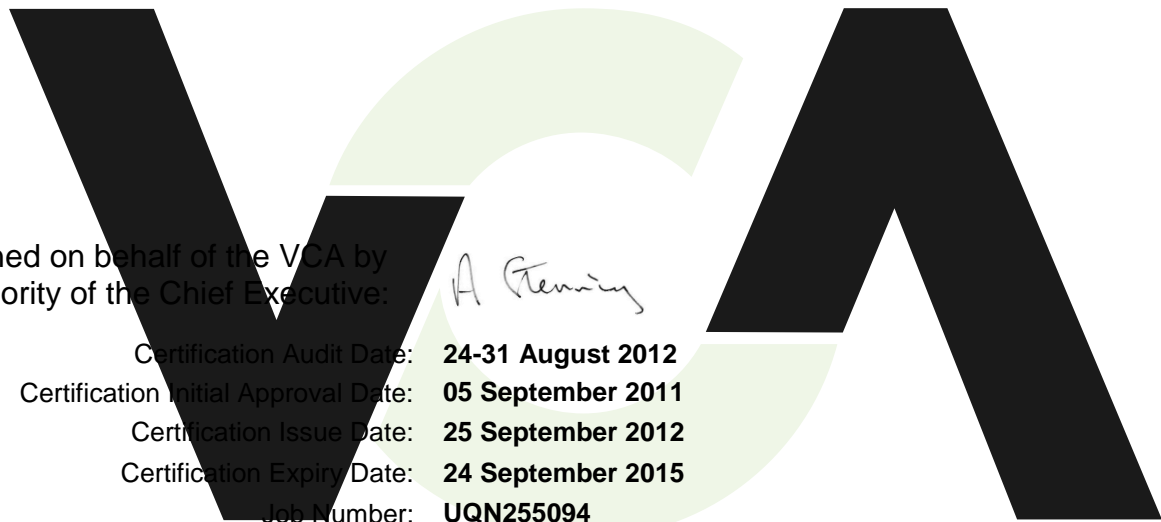 VCA
ned on behalf of the VCA by
ority of the Chief Executive:
A Stenning
Certification Audit Date: 24-31 August 2012
Certification Initial Approval Date: 05 September 2011
Certification Issue Date: 25 September 2012
Certification Expiry Date: 24 September 2015
Job Number: UQN255094